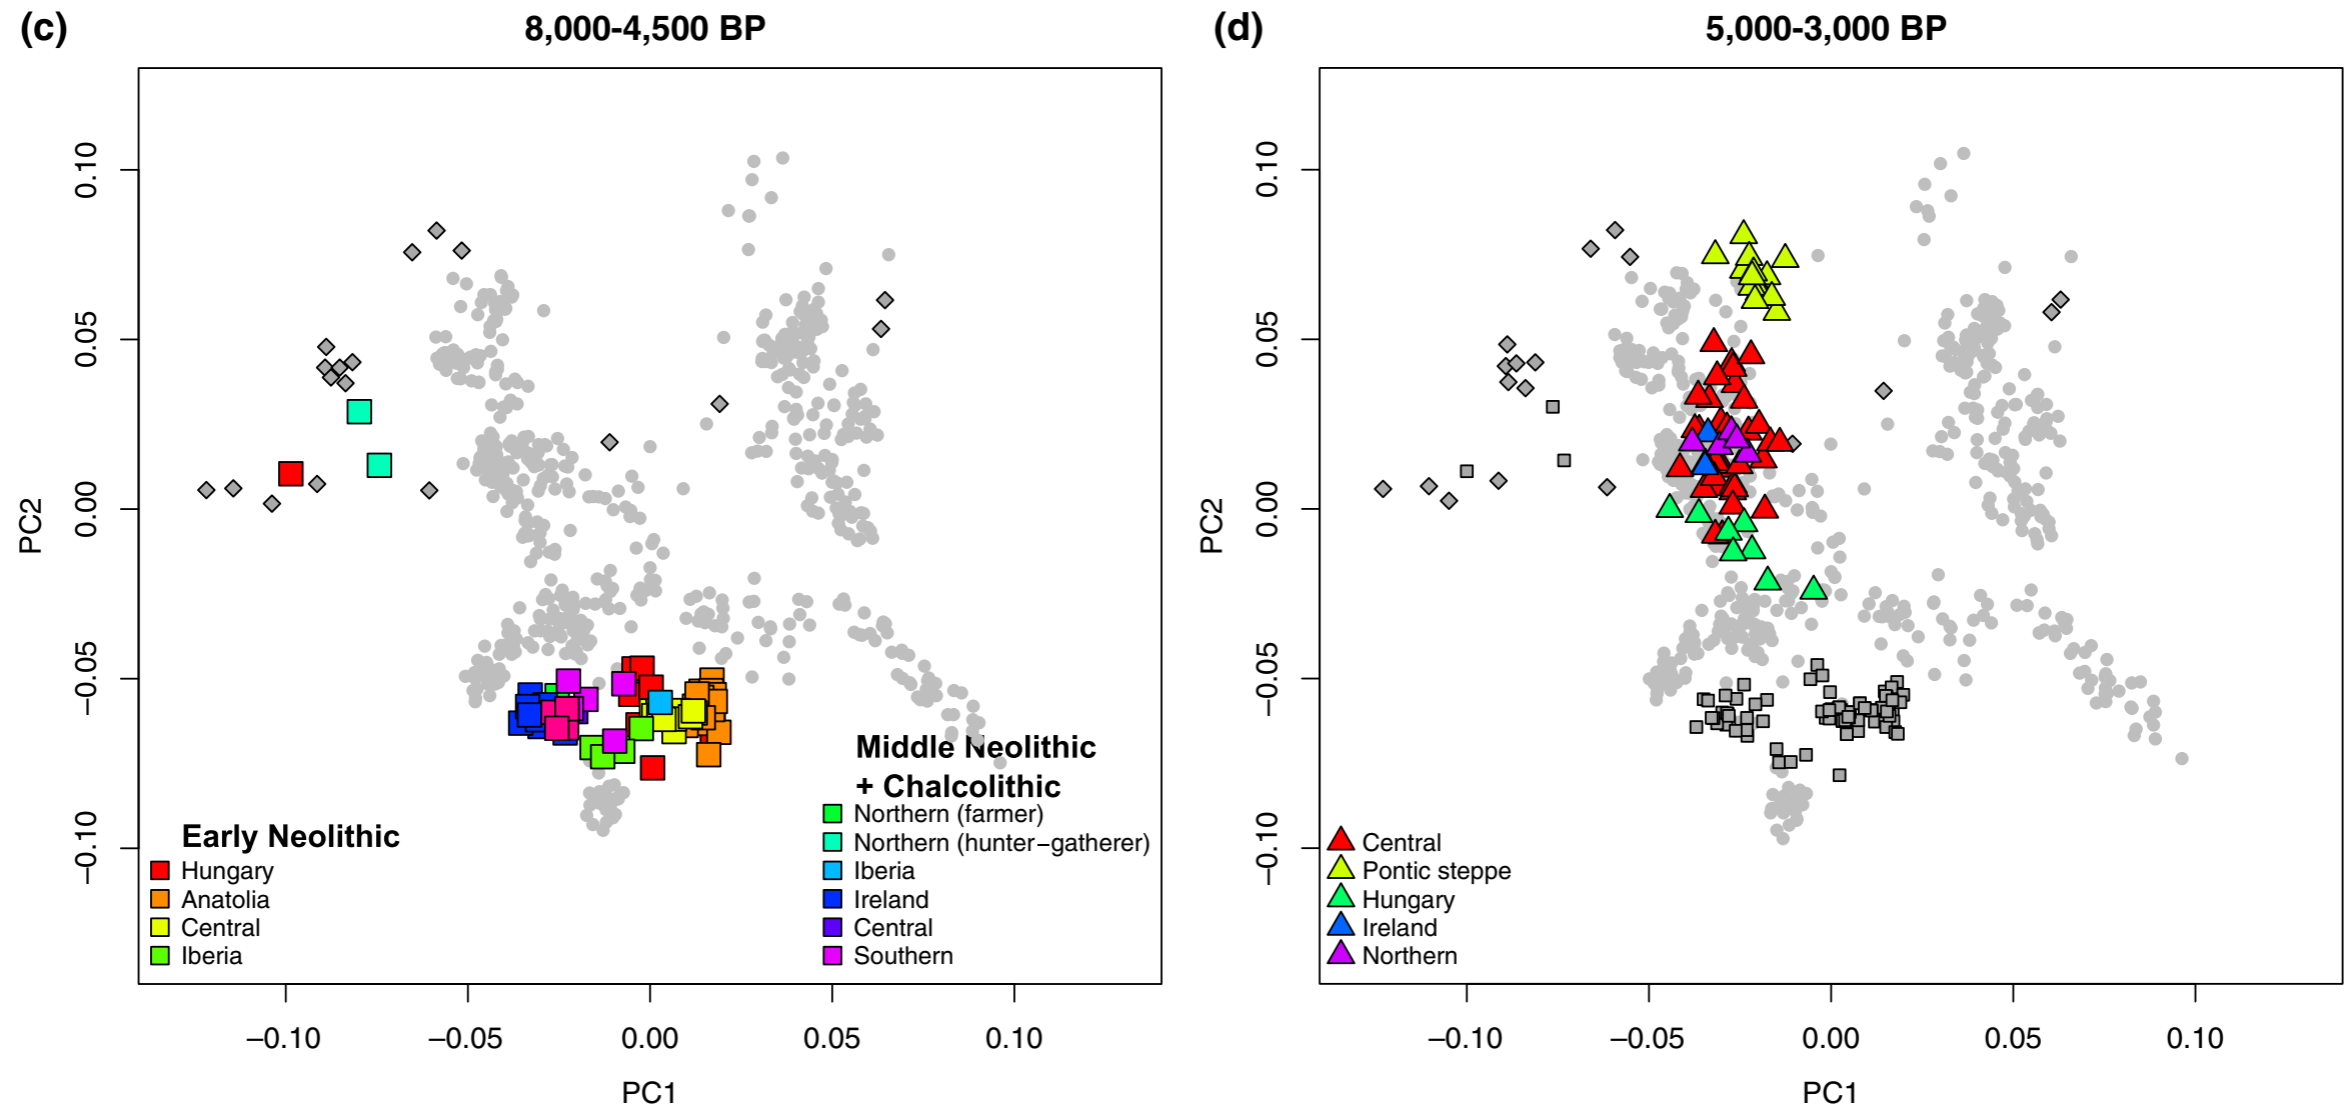 (c)
8,000-4,500 BP
PC2
0.10
0.05
0.00
−0.05
−0.10
Early Neolithic
Hungary
Anatolia
Central
Iberia
Middle Neolithic
+ Chalcolithic
Northern (farmer)
Northern (hunter−gatherer)
Iberia
Ireland
Central
Southern
−0.10 −0.05 0.00 0.05 0.10
PC1
(d)
5,000-3,000 BP
PC2
0.10
0.05
0.00
−0.05
−0.10
Central
Pontic steppe
Hungary
Ireland
Northern
−0.10 −0.05 0.00 0.05 0.10
PC1